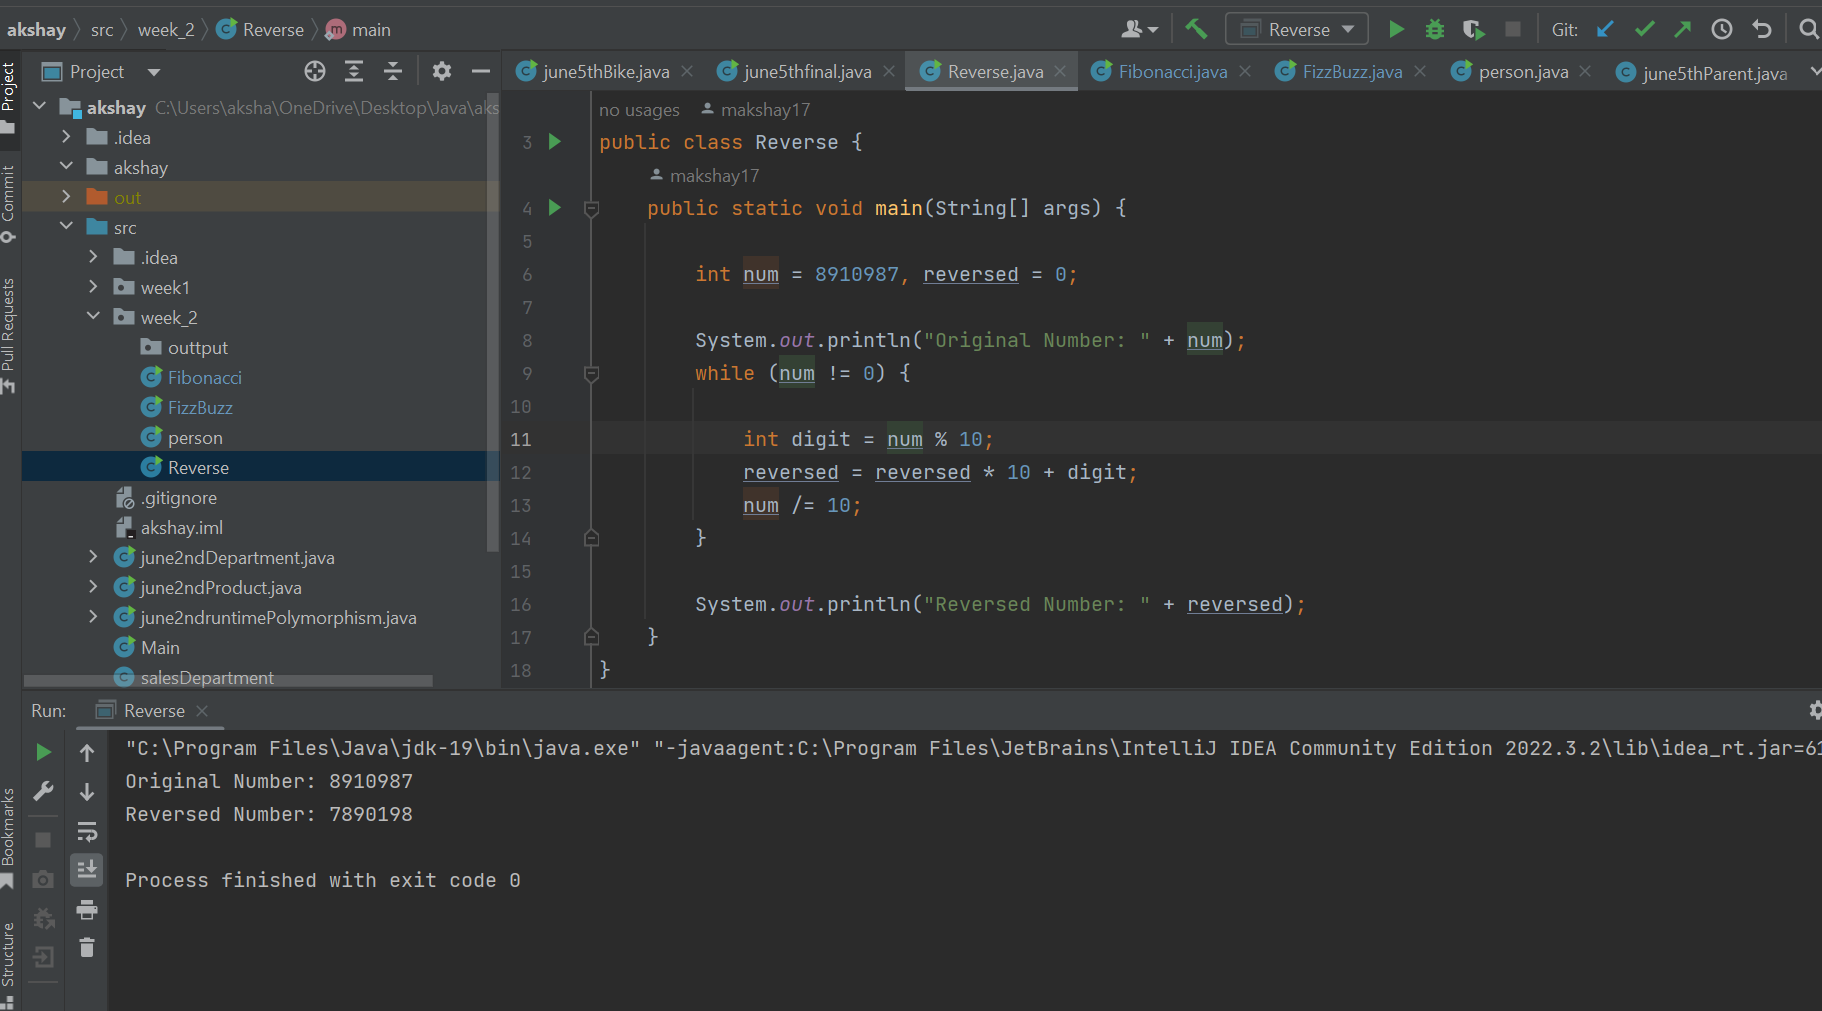 akshay src week_2 Reverse main
Reverse Git:
Project
june5thBike.java june5thfinal.java Reverse.java Fibonacci.java FizzBuzz.java person.java june5thParent.java
Project
Commit
Pull Requests
Bookmarks
Structure
akshay C:\Users\aksha\OneDrive\Desktop\Java\aks
.idea
akshay
out
src
.idea
week1
week_2
outtput
Fibonacci
FizzBuzz
person
Reverse
.gitignore
akshay.iml
june2ndDepartment.java
june2ndProduct.java
june2ndruntimePolymorphism.java
Main
salesDepartment
no usages makshay17
3 public class Reverse {
makshay17
4 public static void main(String[] args) {
5
6 int num = 8910987, reversed = 0;
7
8 System.out.println("Original Number: " + num);
9 while (num != 0) {
10
11 int digit = num % 10;
12 reversed = reversed * 10 + digit;
13 num /= 10;
14 }
15
16 System.out.println("Reversed Number: " + reversed);
17 }
18 }
Run: Reverse
"C:\Program Files\Java\jdk-19\bin\java.exe" "-javaagent:C:\Program Files\JetBrains\IntelliJ IDEA Community Edition 2022.3.2\lib\idea_rt.jar=61
Original Number: 8910987
Reversed Number: 7890198
Process finished with exit code 0